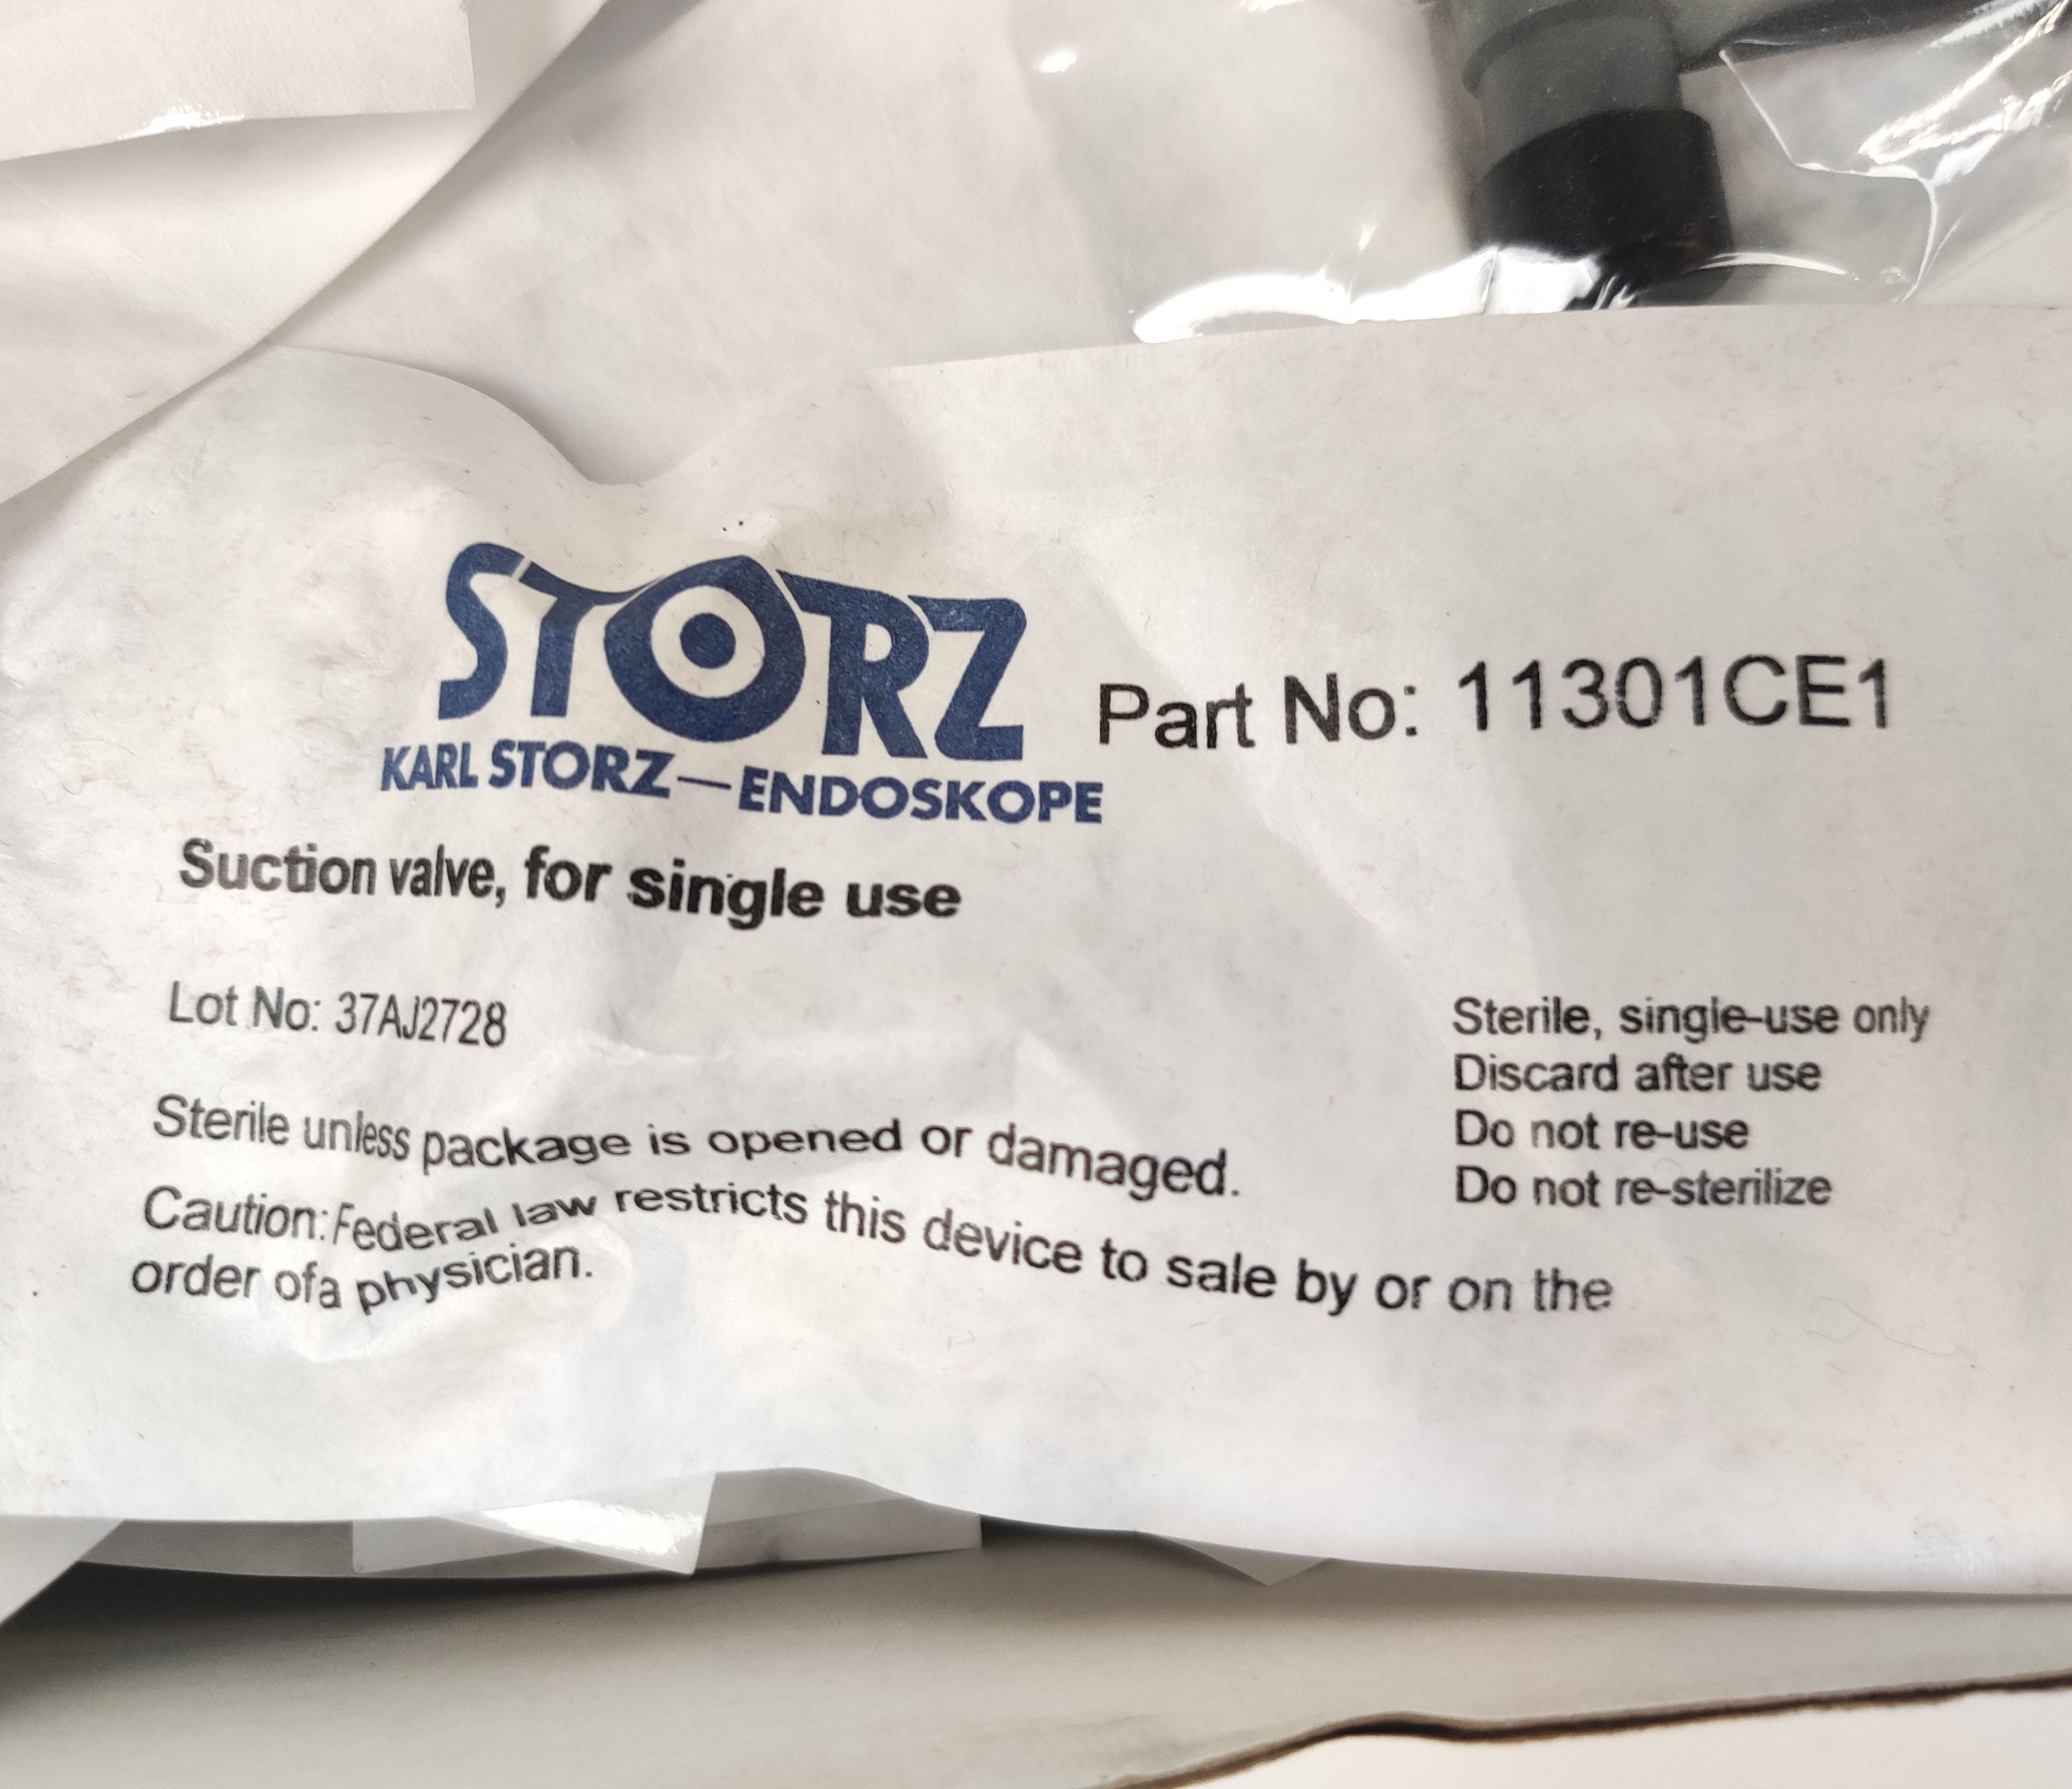 STORZ
KARL STORZ—ENDOSKOPE
Part No: 11301CE1
Suction valve, for single use
Lot No: 37AJ2728
Sterile unless package is opened or damaged.
Caution:Federal law restricts this device to sale by or on the
order ofa physician.
Sterile, single-use only
Discard after use
Do not re-use
Do not re-sterilize